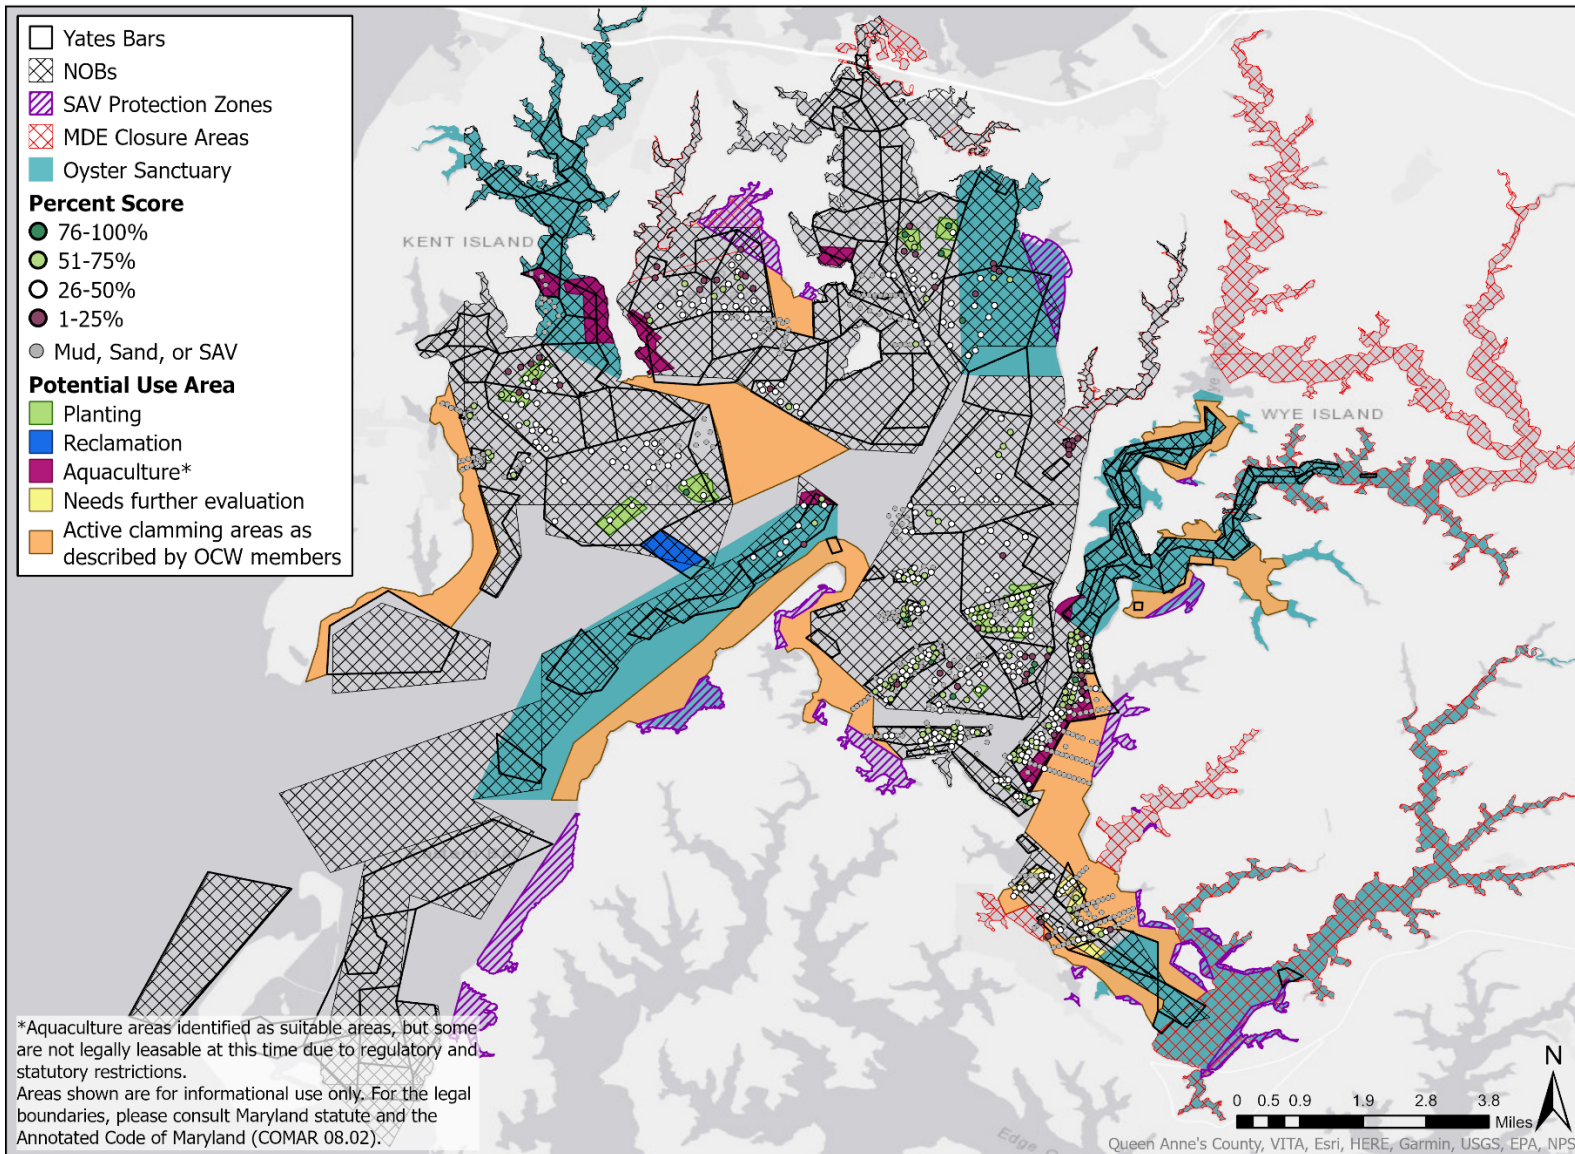 Yates Bars
NOBs
SAV Protection Zones
MDE Closure Areas
Oyster Sanctuary
Percent Score
76-100%
51-75%
26-50%
1-25%
Mud, Sand, or SAV
Potential Use Area
Planting
Reclamation
Aquaculture*
Needs further evaluation
Active clamming areas as
described by OCW members
KENT ISLAND
WYE ISLAND
*Aquaculture areas identified as suitable areas, but some
are not legally leasable at this time due to regulatory and
statutory restrictions.
Areas shown are for informational use only. For the legal
boundaries, please consult Maryland statute and the
Annotated Code of Maryland (COMAR 08.02).
N
0 0.5 0.9 1.9 2.8 3.8
Miles
Edge
Queen Anne's County, VITA, Esri, HERE, Garmin, USGS, EPA, NPS